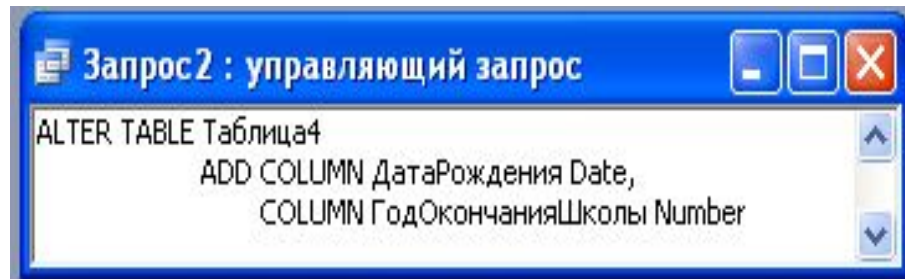 Запрос2 : управляющий запрос
ALTER TABLE Таблица4
ADD COLUMN ДатаРождения Date,
COLUMN ГодОкончанияШколы Number